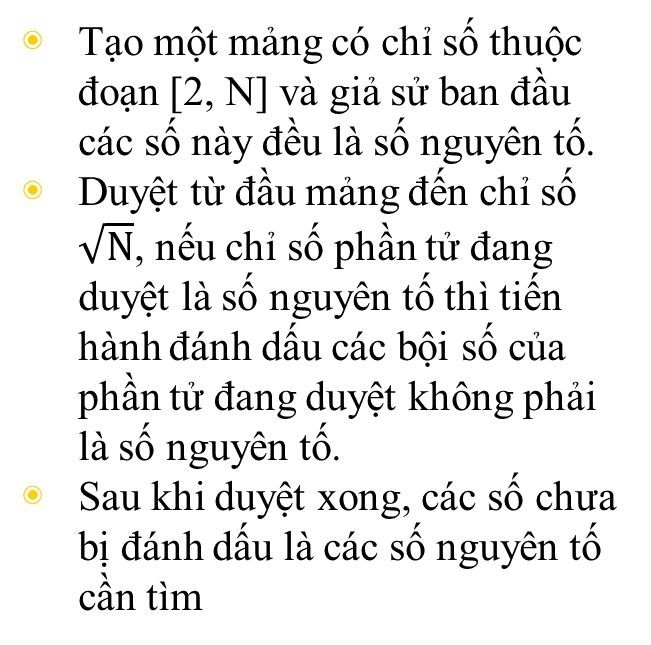 Tạo một mảng có chỉ số thuộc
đoạn [2, N] và giả sử ban đầu
các số này đều là số nguyên tố.
Duyệt từ đầu mảng đến chỉ số
√N, nếu chỉ số phần tử đang
duyệt là số nguyên tố thì tiến
hành đánh dấu các bội số của
phần tử đang duyệt không phải
là số nguyên tố.
Sau khi duyệt xong, các số chưa
bị đánh dấu là các số nguyên tố
cần tìm